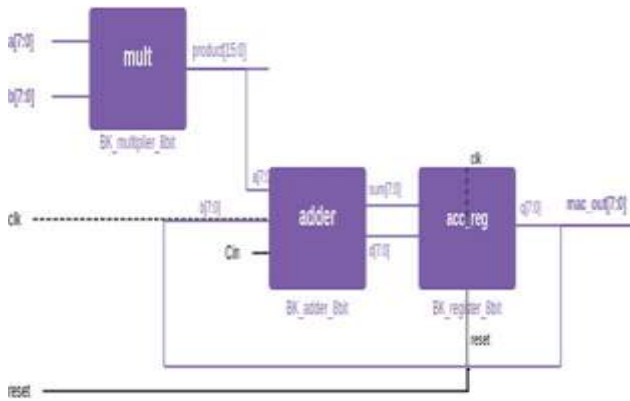 a[7:0]
mult
product[15:0]
b[7:0]
BK_multiplier_8bit
clk
a[7:0]
sum[7:0]
b[7:0]
q[7:0]
mac_out[7:0]
clk
adder
acc_reg
Cin
d[7:0]
BK_adder_8bit
BK_register_8bit
reset
reset